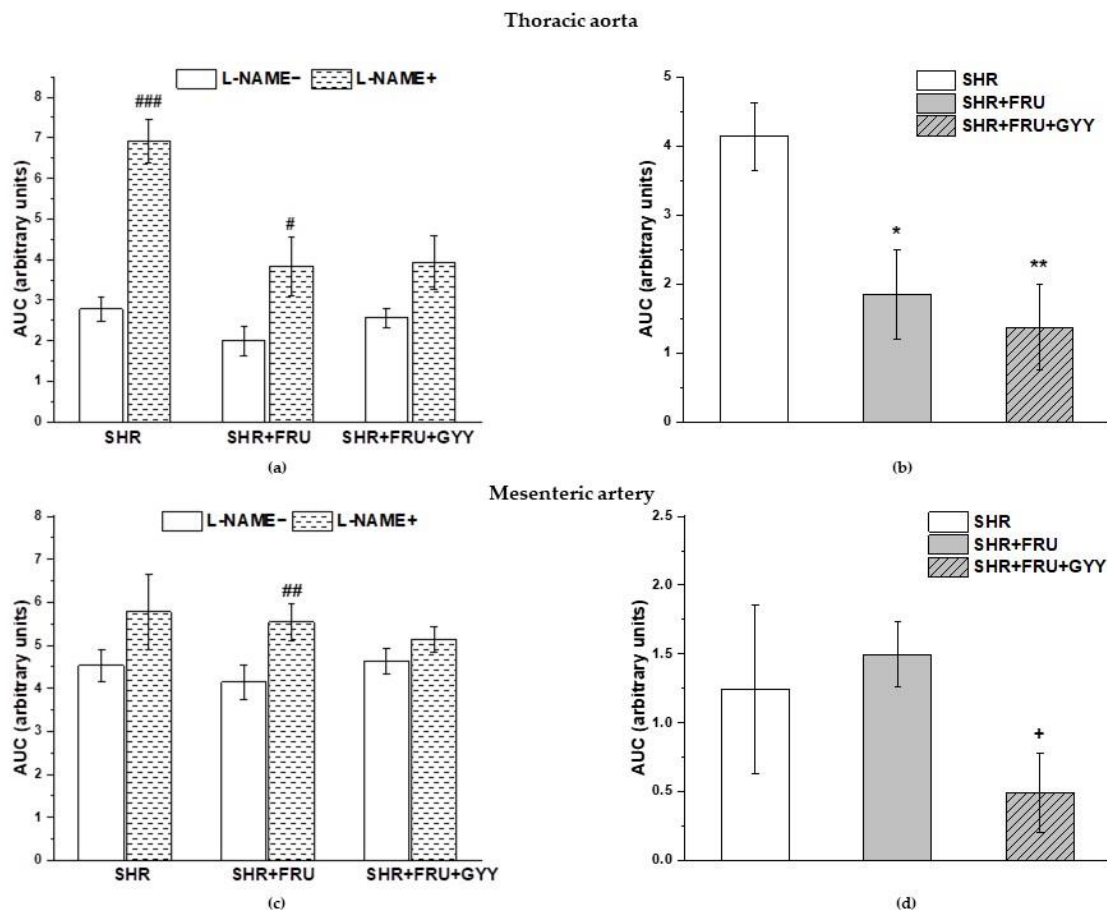 Thoracic aorta
L-NAME− L-NAME+
AUC (arbitrary units)
8
7
6
5
4
3
2
1
0
###
#
SHR SHR+FRU SHR+FRU+GYY
(a)
SHR
SHR+FRU
SHR+FRU+GYY
AUC (arbitrary units)
5
4
3
2
1
0
*
**
(b)
Mesenteric artery
L-NAME− L-NAME+
AUC (arbitrary units)
8
7
6
5
4
3
2
1
0
##
SHR SHR+FRU SHR+FRU+GYY
(c)
SHR
SHR+FRU
SHR+FRU+GYY
AUC (arbitrary units)
2.5
2.0
1.5
1.0
0.5
0.0
+
(d)